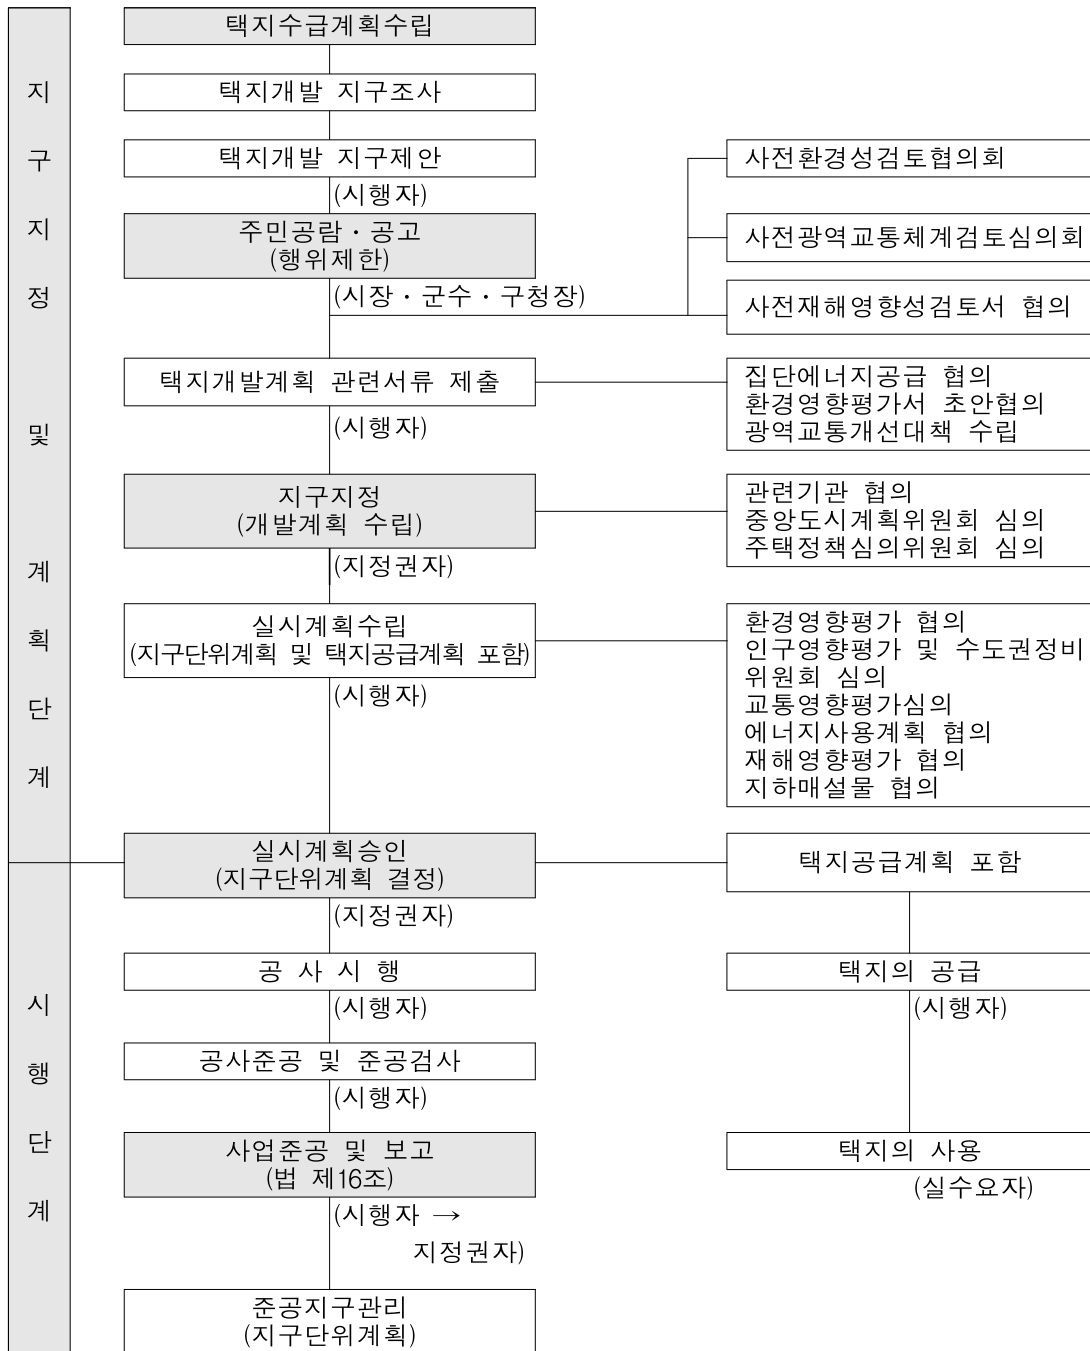 지구지정 및 계획단계
택지수급계획수립
택지개발 지구조사
택지개발 지구제안
(시행자)
사전환경성검토협의회
주민공람·공고
(행위제한)
사전광역교통체계검토심의회
(시장·군수·구청장)
사전재해영향성검토서 협의
택지개발계획 관련서류 제출
(시행자)
집단에너지공급 협의
환경영향평가서 초안협의
광역교통개선대책 수립
지구지정
(개발계획 수립)
(지정권자)
관련기관 협의
중앙도시계획위원회 심의
주택정책심의위원회 심의
실시계획수립
(지구단위계획 및 택지공급계획 포함)
(시행자)
환경영향평가 협의
인구영향평가 및 수도권정비
위원회 심의
교통영향평가심의
에너지사용계획 협의
재해영향평가 협의
지하매설물 협의
시행단계
실시계획승인
(지구단위계획 결정)
(지정권자)
택지공급계획 포함
공 사 시 행
(시행자)
택지의 공급
(시행자)
공사준공 및 준공검사
(시행자)
사업준공 및 보고
(법 제16조)
(시행자 →
지정권자)
택지의 사용
(실수요자)
준공지구관리
(지구단위계획)